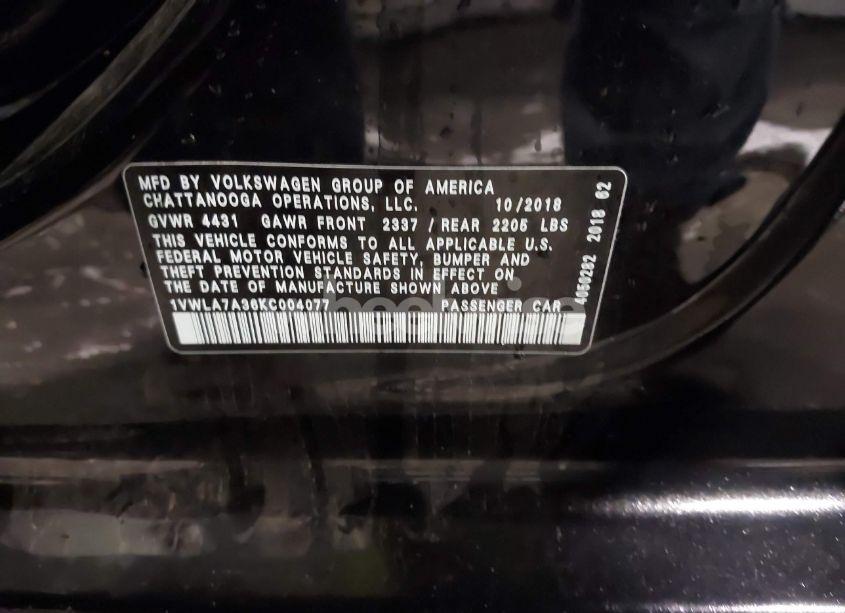 MFD BY VOLKSWAGEN GROUP OF AMERICA
CHATTANOOGA OPERATIONS, LLC. 10/2018
GVWR 4431 GAWR FRONT 2337 / REAR 2205 LBS
THIS VEHICLE CONFORMS TO ALL APPLICABLE U.S.
FEDERAL MOTOR VEHICLE SAFETY, BUMPER AND
THEFT PREVENTION STANDARDS IN EFFECT ON
THE DATE OF MANUFACTURE SHOWN ABOVE
1VWLA7A36KC004077 PASSENGER CAR
4050292 2018 62